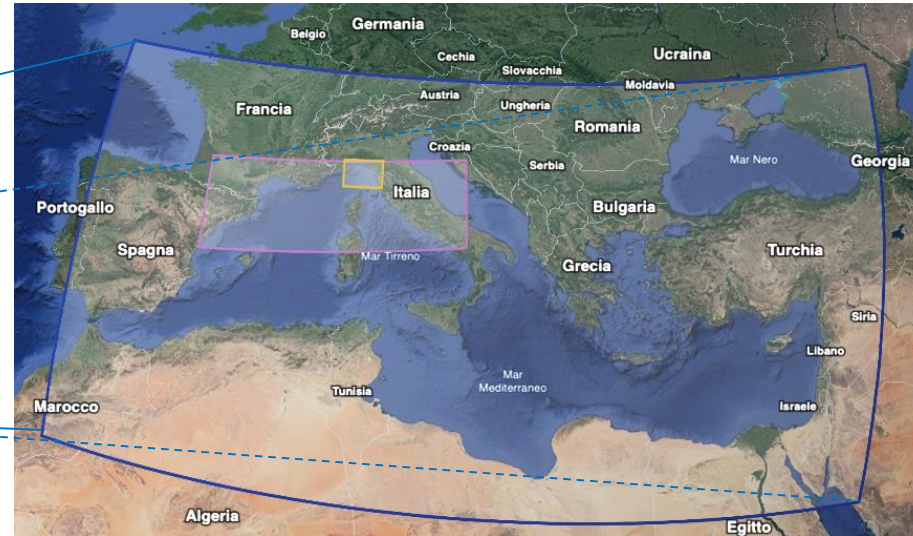 Germania
Belgio
Cechia
Ucraina
Slovacchia
Moldavia
Austria
Francia
Ungheria
Romania
Croazia
Mar Nero
Serbia
Georgia
Italia
Portogallo
Bulgaria
Spagna
Mar Tirreno
Turchia
Grecia
Siria
Libano
Mar
Mediterraneo
Tunisia
Israele
Marocco
Algeria
Egitto